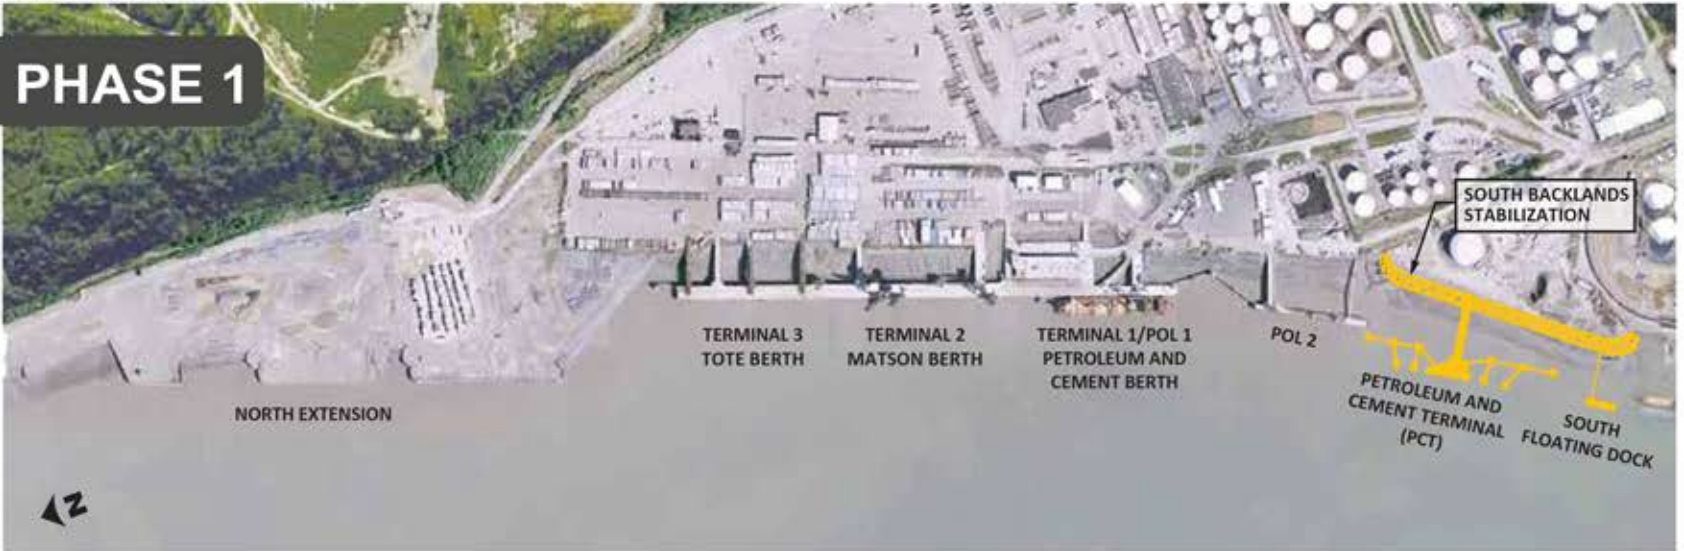 PHASE 1
SOUTH BACKLANDS
STABILIZATION
TERMINAL 3
TOTE BERTH
TERMINAL 2
MATSON BERTH
TERMINAL 1/POL 1
PETROLEUM AND
CEMENT BERTH
POL 2
PETROLEUM AND
CEMENT TERMINAL
(PCT)
SOUTH
FLOATING DOCK
NORTH EXTENSION
N